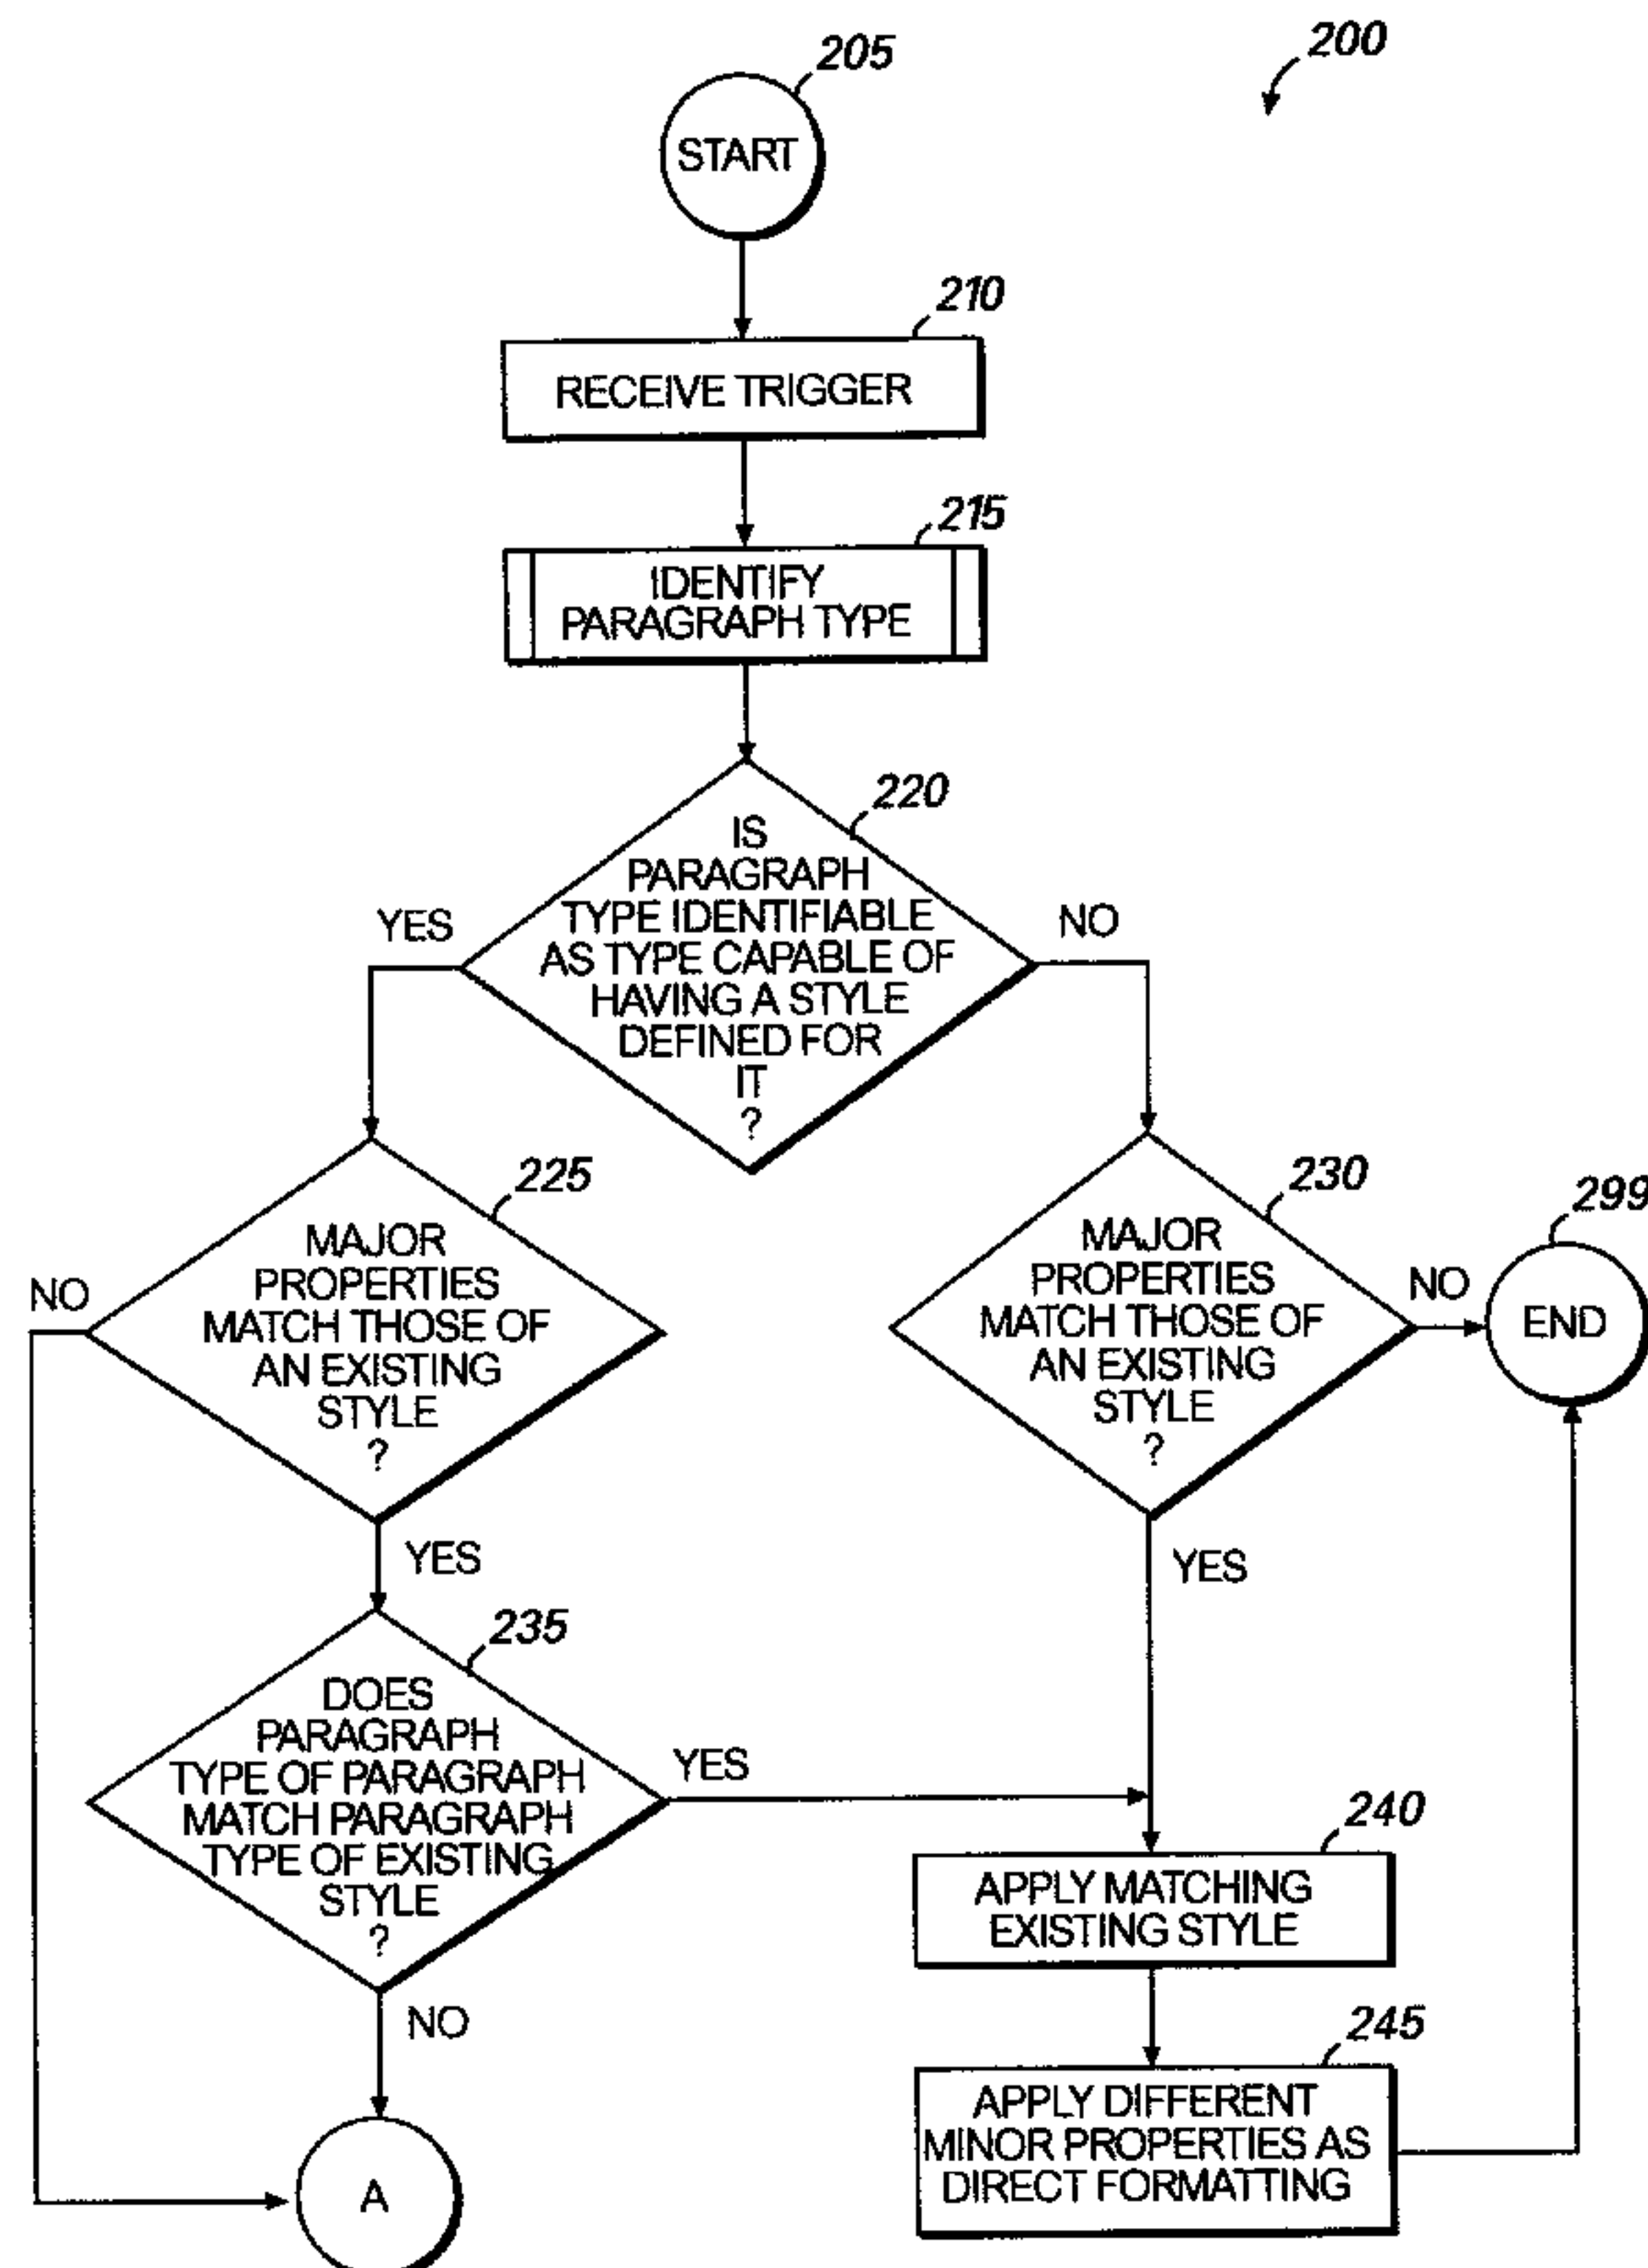 200
205
START
210
RECEIVE TRIGGER
215
IDENTIFY
PARAGRAPH TYPE
220
IS
PARAGRAPH
TYPE IDENTIFIABLE
AS TYPE CAPABLE OF
HAVING A STYLE
DEFINED FOR
IT
?
YES
NO
225
MAJOR
PROPERTIES
MATCH THOSE OF
AN EXISTING
STYLE
?
NO
YES
230
MAJOR
PROPERTIES
MATCH THOSE OF
AN EXISTING
STYLE
?
NO
YES
299
END
235
DOES
PARAGRAPH
TYPE OF PARAGRAPH
MATCH PARAGRAPH
TYPE OF EXISTING
STYLE
?
YES
NO
240
APPLY MATCHING
EXISTING STYLE
245
APPLY DIFFERENT
MINOR PROPERTIES AS
DIRECT FORMATTING
A